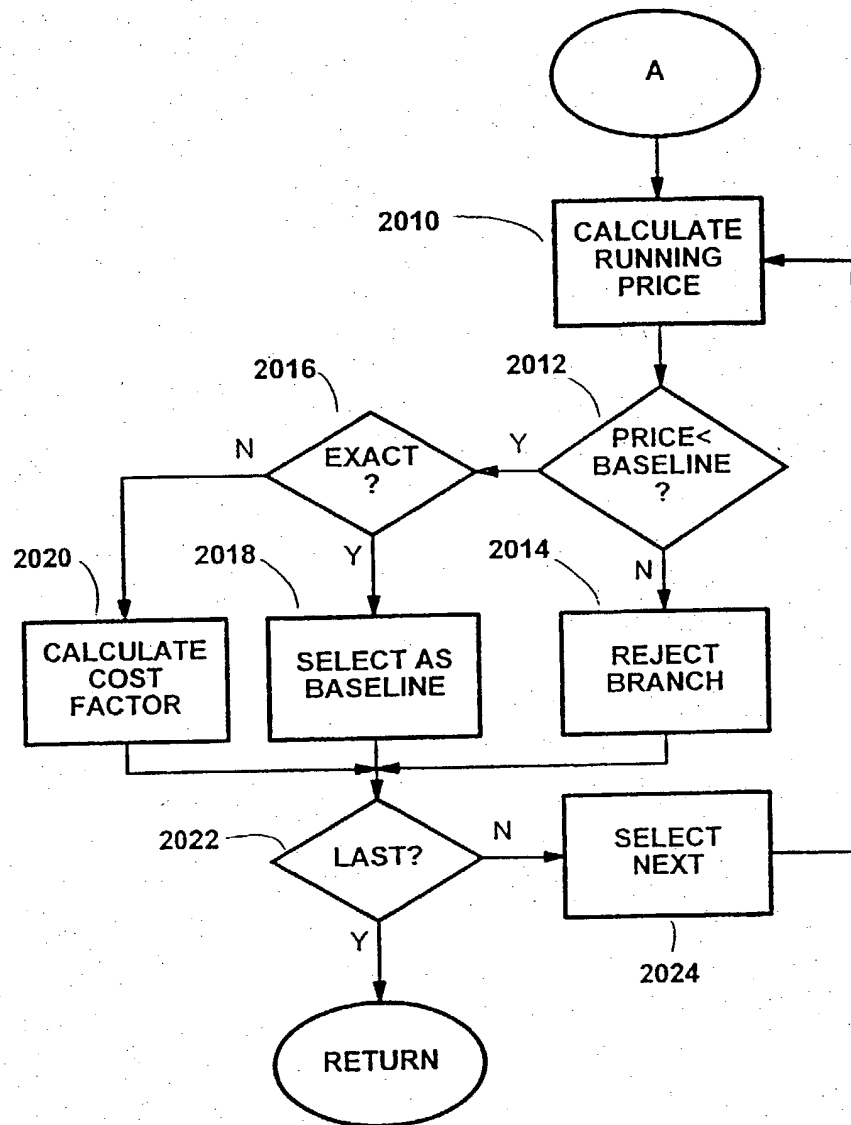 A
2010
CALCULATE
RUNNING
PRICE
2016
2012
N
EXACT
?
Y
PRICE<
BASELINE
?
2020
2018
Y
2014
N
CALCULATE
COST
FACTOR
SELECT AS
BASELINE
REJECT
BRANCH
2022
LAST?
N
SELECT
NEXT
Y
2024
RETURN